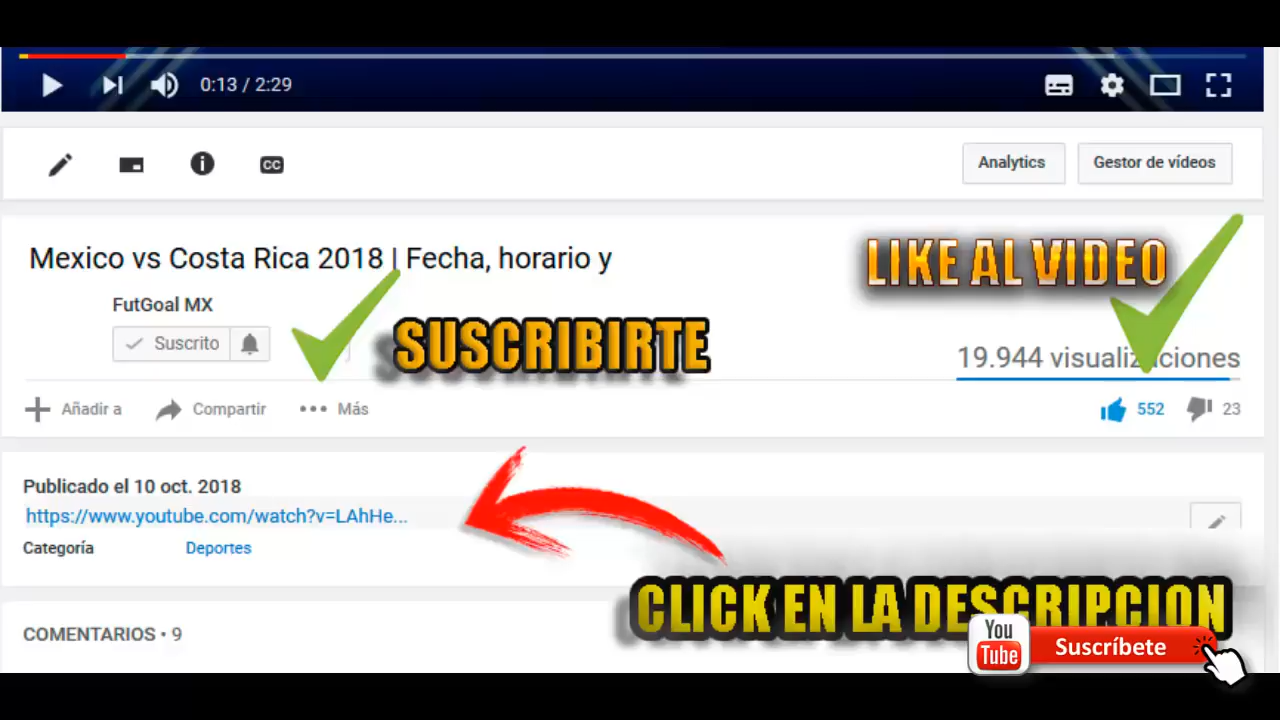 0:13 / 2:29
CC
Analytics
Gestor de vídeos
Mexico vs Costa Rica 2018 | Fecha, horario y
LIKE AL VIDEO
FutGoal MX
Suscrito
SUSCRIBIRTE
19.944 visualizaciones
Añadir a
Compartir
Más
552
23
Publicado el 10 oct. 2018
https://www.youtube.com/watch?v=LAhHe...
Categoría
Deportes
CLICK EN LA DESCRIPCION
COMENTARIOS • 9
You
Tube
Suscríbete